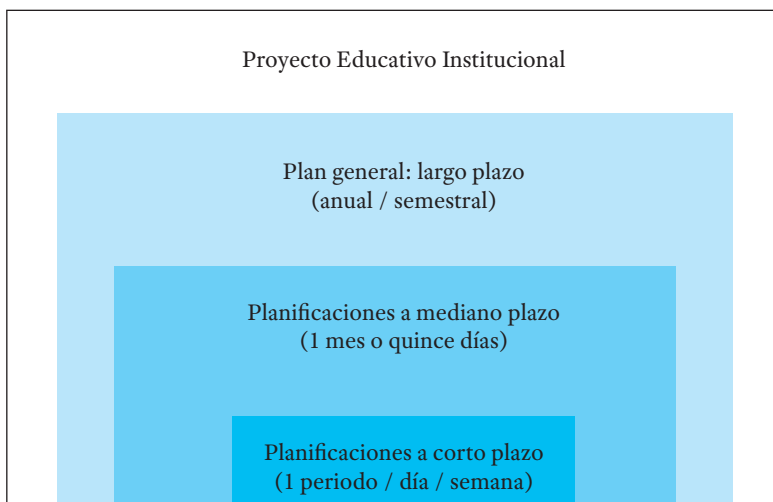 Proyecto Educativo Institucional
Plan general: largo plazo
(anual / semestral)
Planificaciones a mediano plazo
(1 mes o quince días)
Planificaciones a corto plazo
(1 periodo / día / semana)